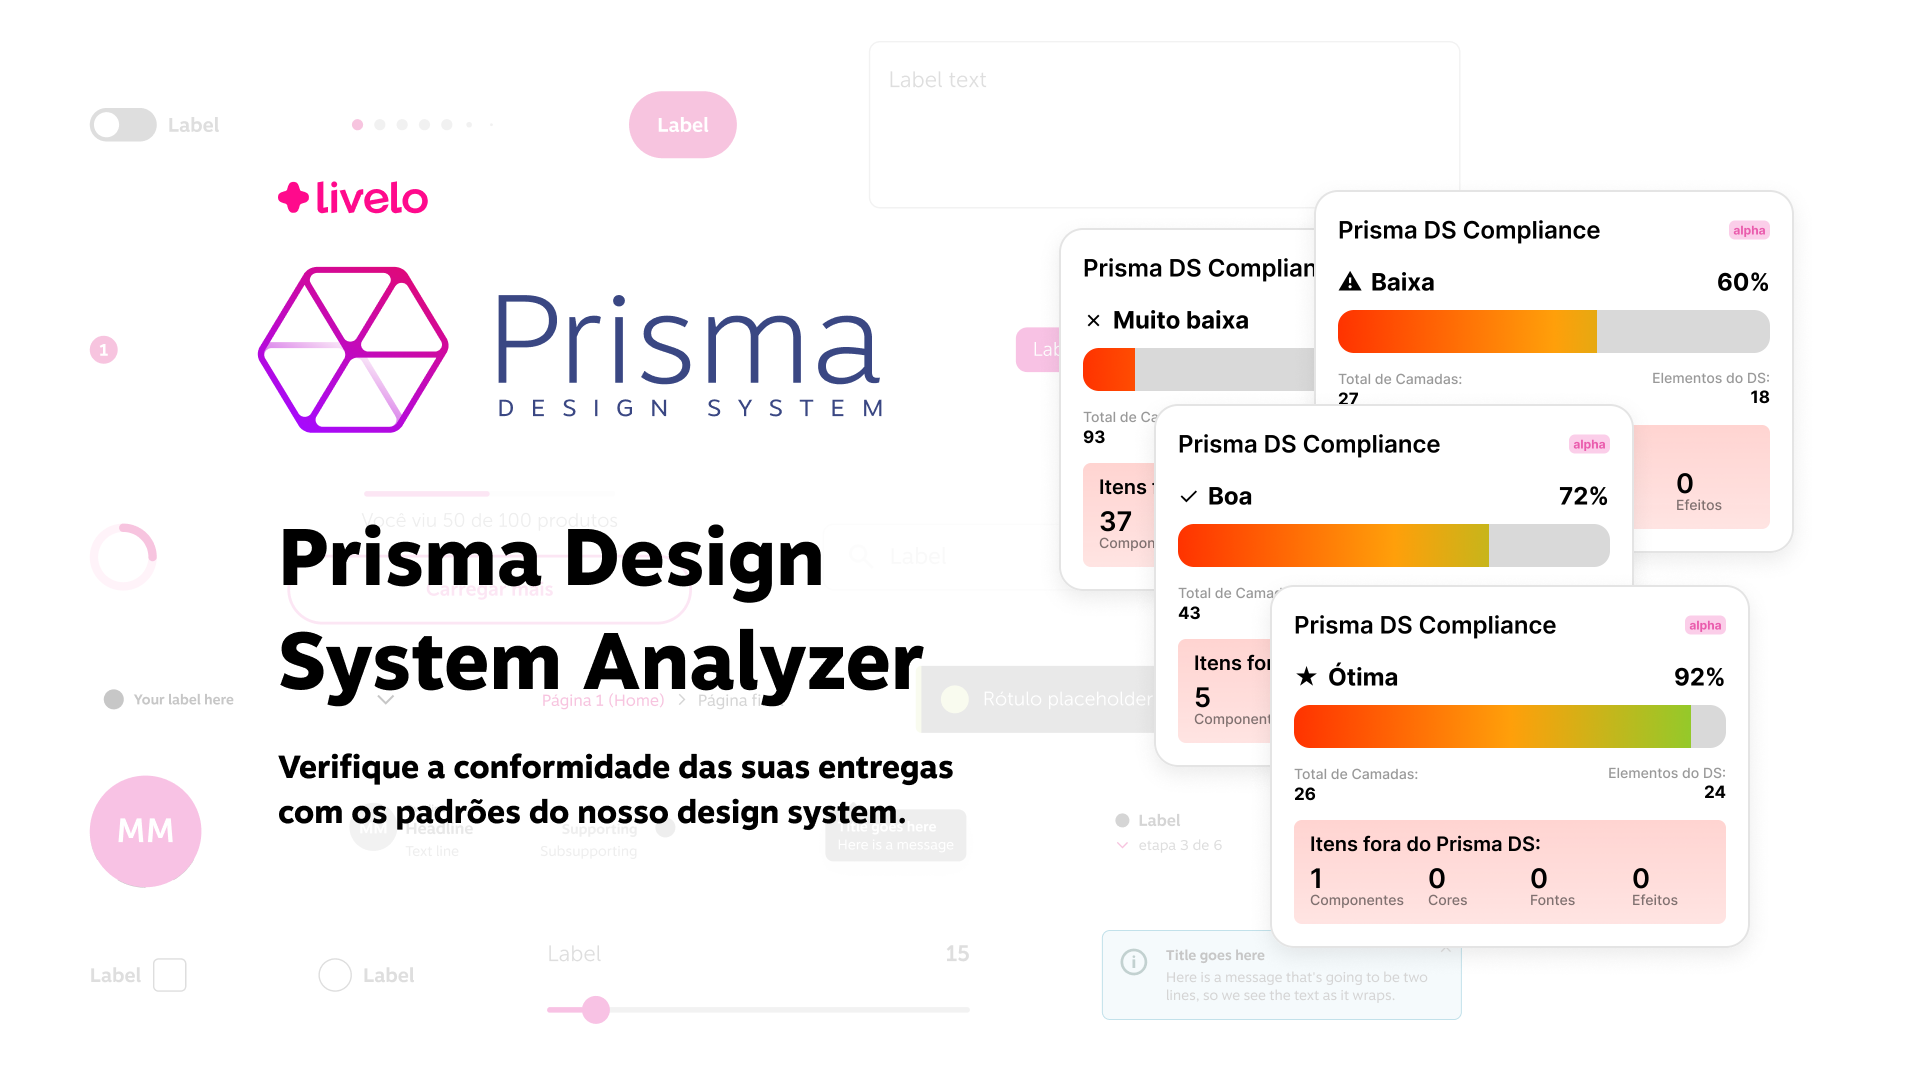 Label text
Label
Label
livelo
Prisma
DESIGN SYSTEM
1
Prisma Design
System Analyzer
Verifique a conformidade das suas entregas
com os padrões do nosso design system.
Você viu 50 de 100 produtos
Carregar mais
Label
Your label here
Página 1 (Home)
Página fi
Rótulo placeholder
MM
MM
Headline
Text line
Supporting
Subsupporting
Title goes here
Here is a message
Label
etapa 3 de 6
Label
Label
Label
15
Title goes here
Here is a message that's going to be two
lines, so we see the text as it wraps.
Lab
Prisma DS Complian
Muito baixa
Total de Ca
93
Itens
37
Compon
Prisma DS Compliance
alpha
Baixa
60%
Total de Camadas:
27
Elementos do DS:
18
0
Efeitos
Prisma DS Compliance
alpha
Boa
72%
Total de Camad
43
Itens for
5
Component
Prisma DS Compliance
alpha
Ótima
92%
Total de Camadas:
26
Elementos do DS:
24
Itens fora do Prisma DS:
1 0 0 0
Componentes Cores Fontes Efeitos